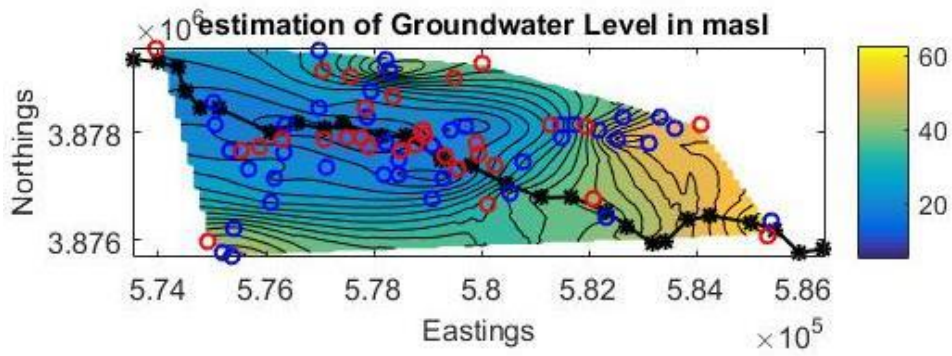 ×10⁶
estimation of Groundwater Level in masl
Northings
3.878
3.876
60
40
20
5.74 5.76 5.78 5.8 5.82 5.84 5.86
Eastings
×10⁵